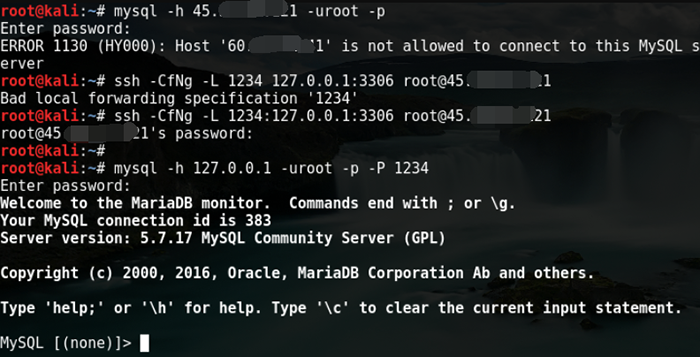 root@kali:~# mysql -h 45. 21 -uroot -p
Enter password:
ERROR 1130 (HY000): Host '60. 1' is not allowed to connect to this MySQL s
erver
root@kali:~# ssh -CfNg -L 1234 127.0.0.1:3306 root@45. 1
Bad local forwarding specification '1234'
root@kali:~# ssh -CfNg -L 1234:127.0.0.1:3306 root@45. 21
root@45 21's password:
root@kali:~#
root@kali:~# mysql -h 127.0.0.1 -uroot -p -P 1234
Enter password:
Welcome to the MariaDB monitor.  Commands end with ; or \g.
Your MySQL connection id is 383
Server version: 5.7.17 MySQL Community Server (GPL)
Copyright (c) 2000, 2016, Oracle, MariaDB Corporation Ab and others.
Type 'help;' or '\h' for help. Type '\c' to clear the current input statement.
MySQL [(none)]>